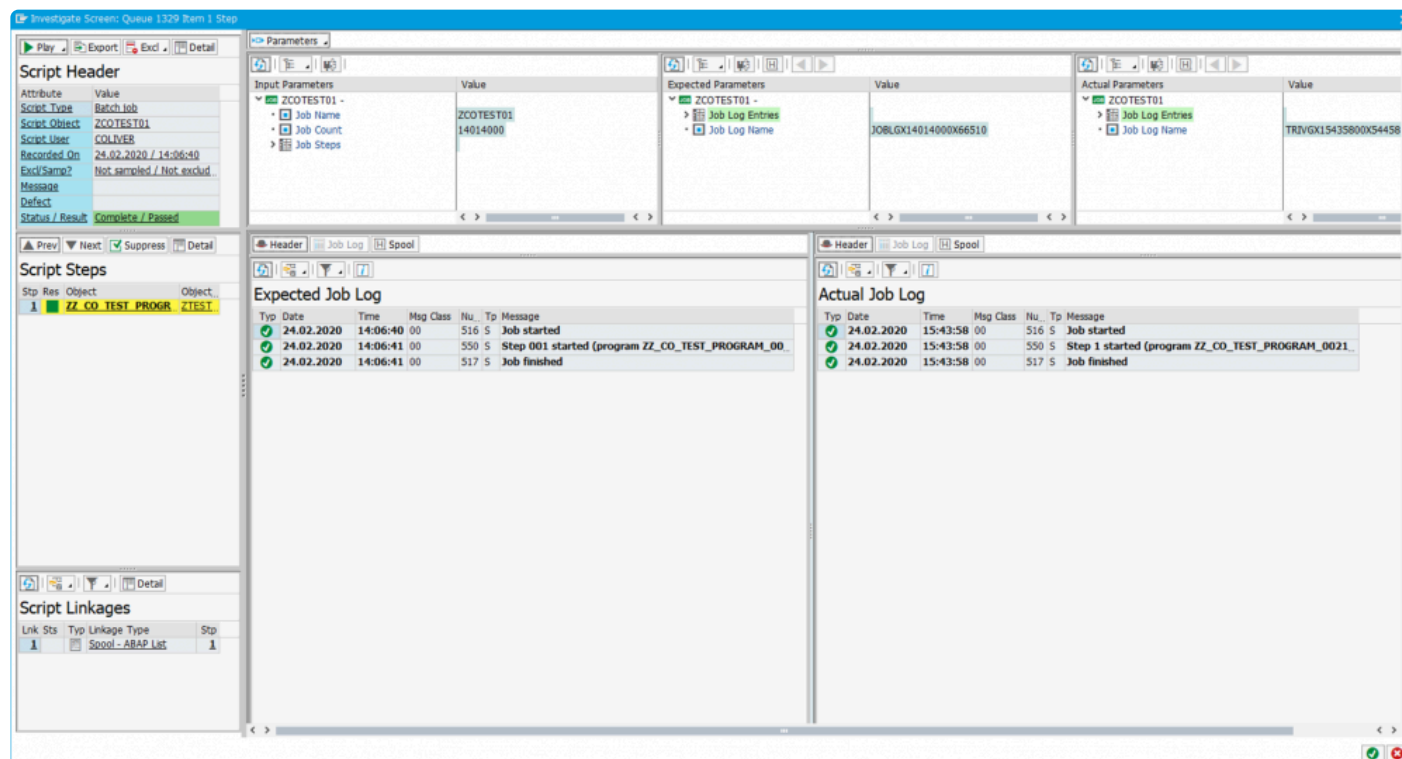 Investigate Screen: Queue 1329 Item 1 Step
Play Export Excl Detail
Script Header
Attribute Value
Script Type Batch job
Script Object ZCOTEST01
Script User COLIVER
Recorded On 24.02.2020 / 14:06:40
Excl/Samp? Not sampled / Not exclud
Message
Defect
Status / Result Complete / Passed
Parameters
Input Parameters Value
ZCOTEST01 -
Job Name ZCOTEST01
Job Count 14014000
Job Steps
Expected Parameters Value
ZCOTEST01 -
Job Log Entries
Job Log Name JOBLGX14014000X66510
Actual Parameters Value
ZCOTEST01
Job Log Entries
Job Log Name TRIVGX15435800X54458
Prev Next Suppress Detail
Script Steps
Stp Res Object Object_
1 ZZ_CO_TEST_PROGR ZTEST_
Header Job Log Spool
Expected Job Log
Typ Date Time Msg Class Nu_ Tp Message
24.02.2020 14:06:40 00 516 S Job started
24.02.2020 14:06:41 00 550 S Step 001 started (program ZZ_CO_TEST_PROGRAM_00_
24.02.2020 14:06:41 00 517 S Job finished
Header Job Log Spool
Actual Job Log
Typ Date Time Msg Class Nu_ Tp Message
24.02.2020 15:43:58 00 516 S Job started
24.02.2020 15:43:58 00 550 S Step 1 started (program ZZ_CO_TEST_PROGRAM_0021_
24.02.2020 15:43:58 00 517 S Job finished
Detail
Script Linkages
Lnk Sts Typ Linkage Type Stp
1 Spool - ABAP List 1